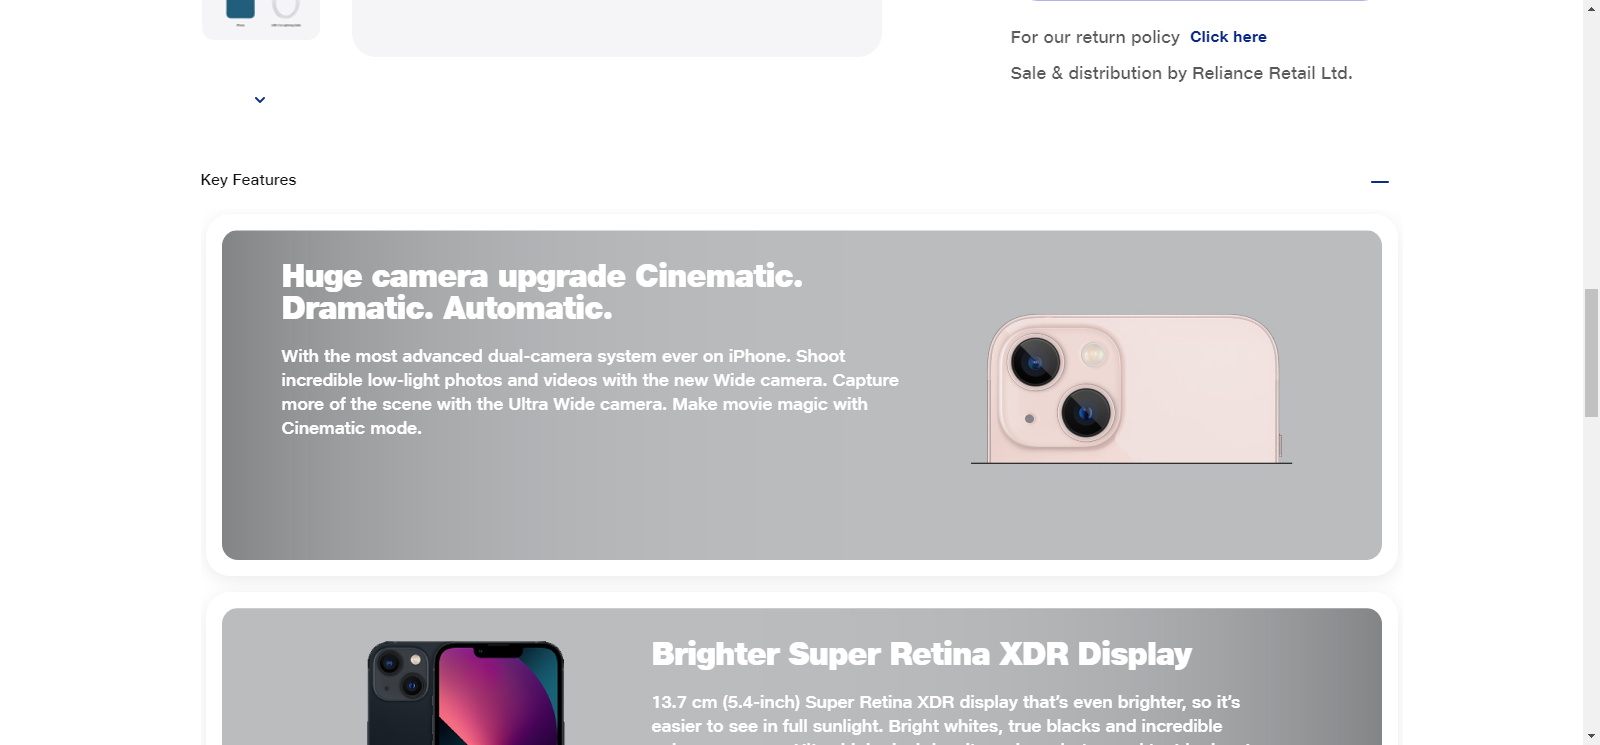 For our return policy Click here
Sale & distribution by Reliance Retail Ltd.
Key Features
Huge camera upgrade Cinematic.
Dramatic. Automatic.
With the most advanced dual-camera system ever on iPhone. Shoot
incredible low-light photos and videos with the new Wide camera. Capture
more of the scene with the Ultra Wide camera. Make movie magic with
Cinematic mode.
Brighter Super Retina XDR Display
13.7 cm (5.4-inch) Super Retina XDR display that’s even brighter, so it’s
easier to see in full sunlight. Bright whites, true blacks and incredible